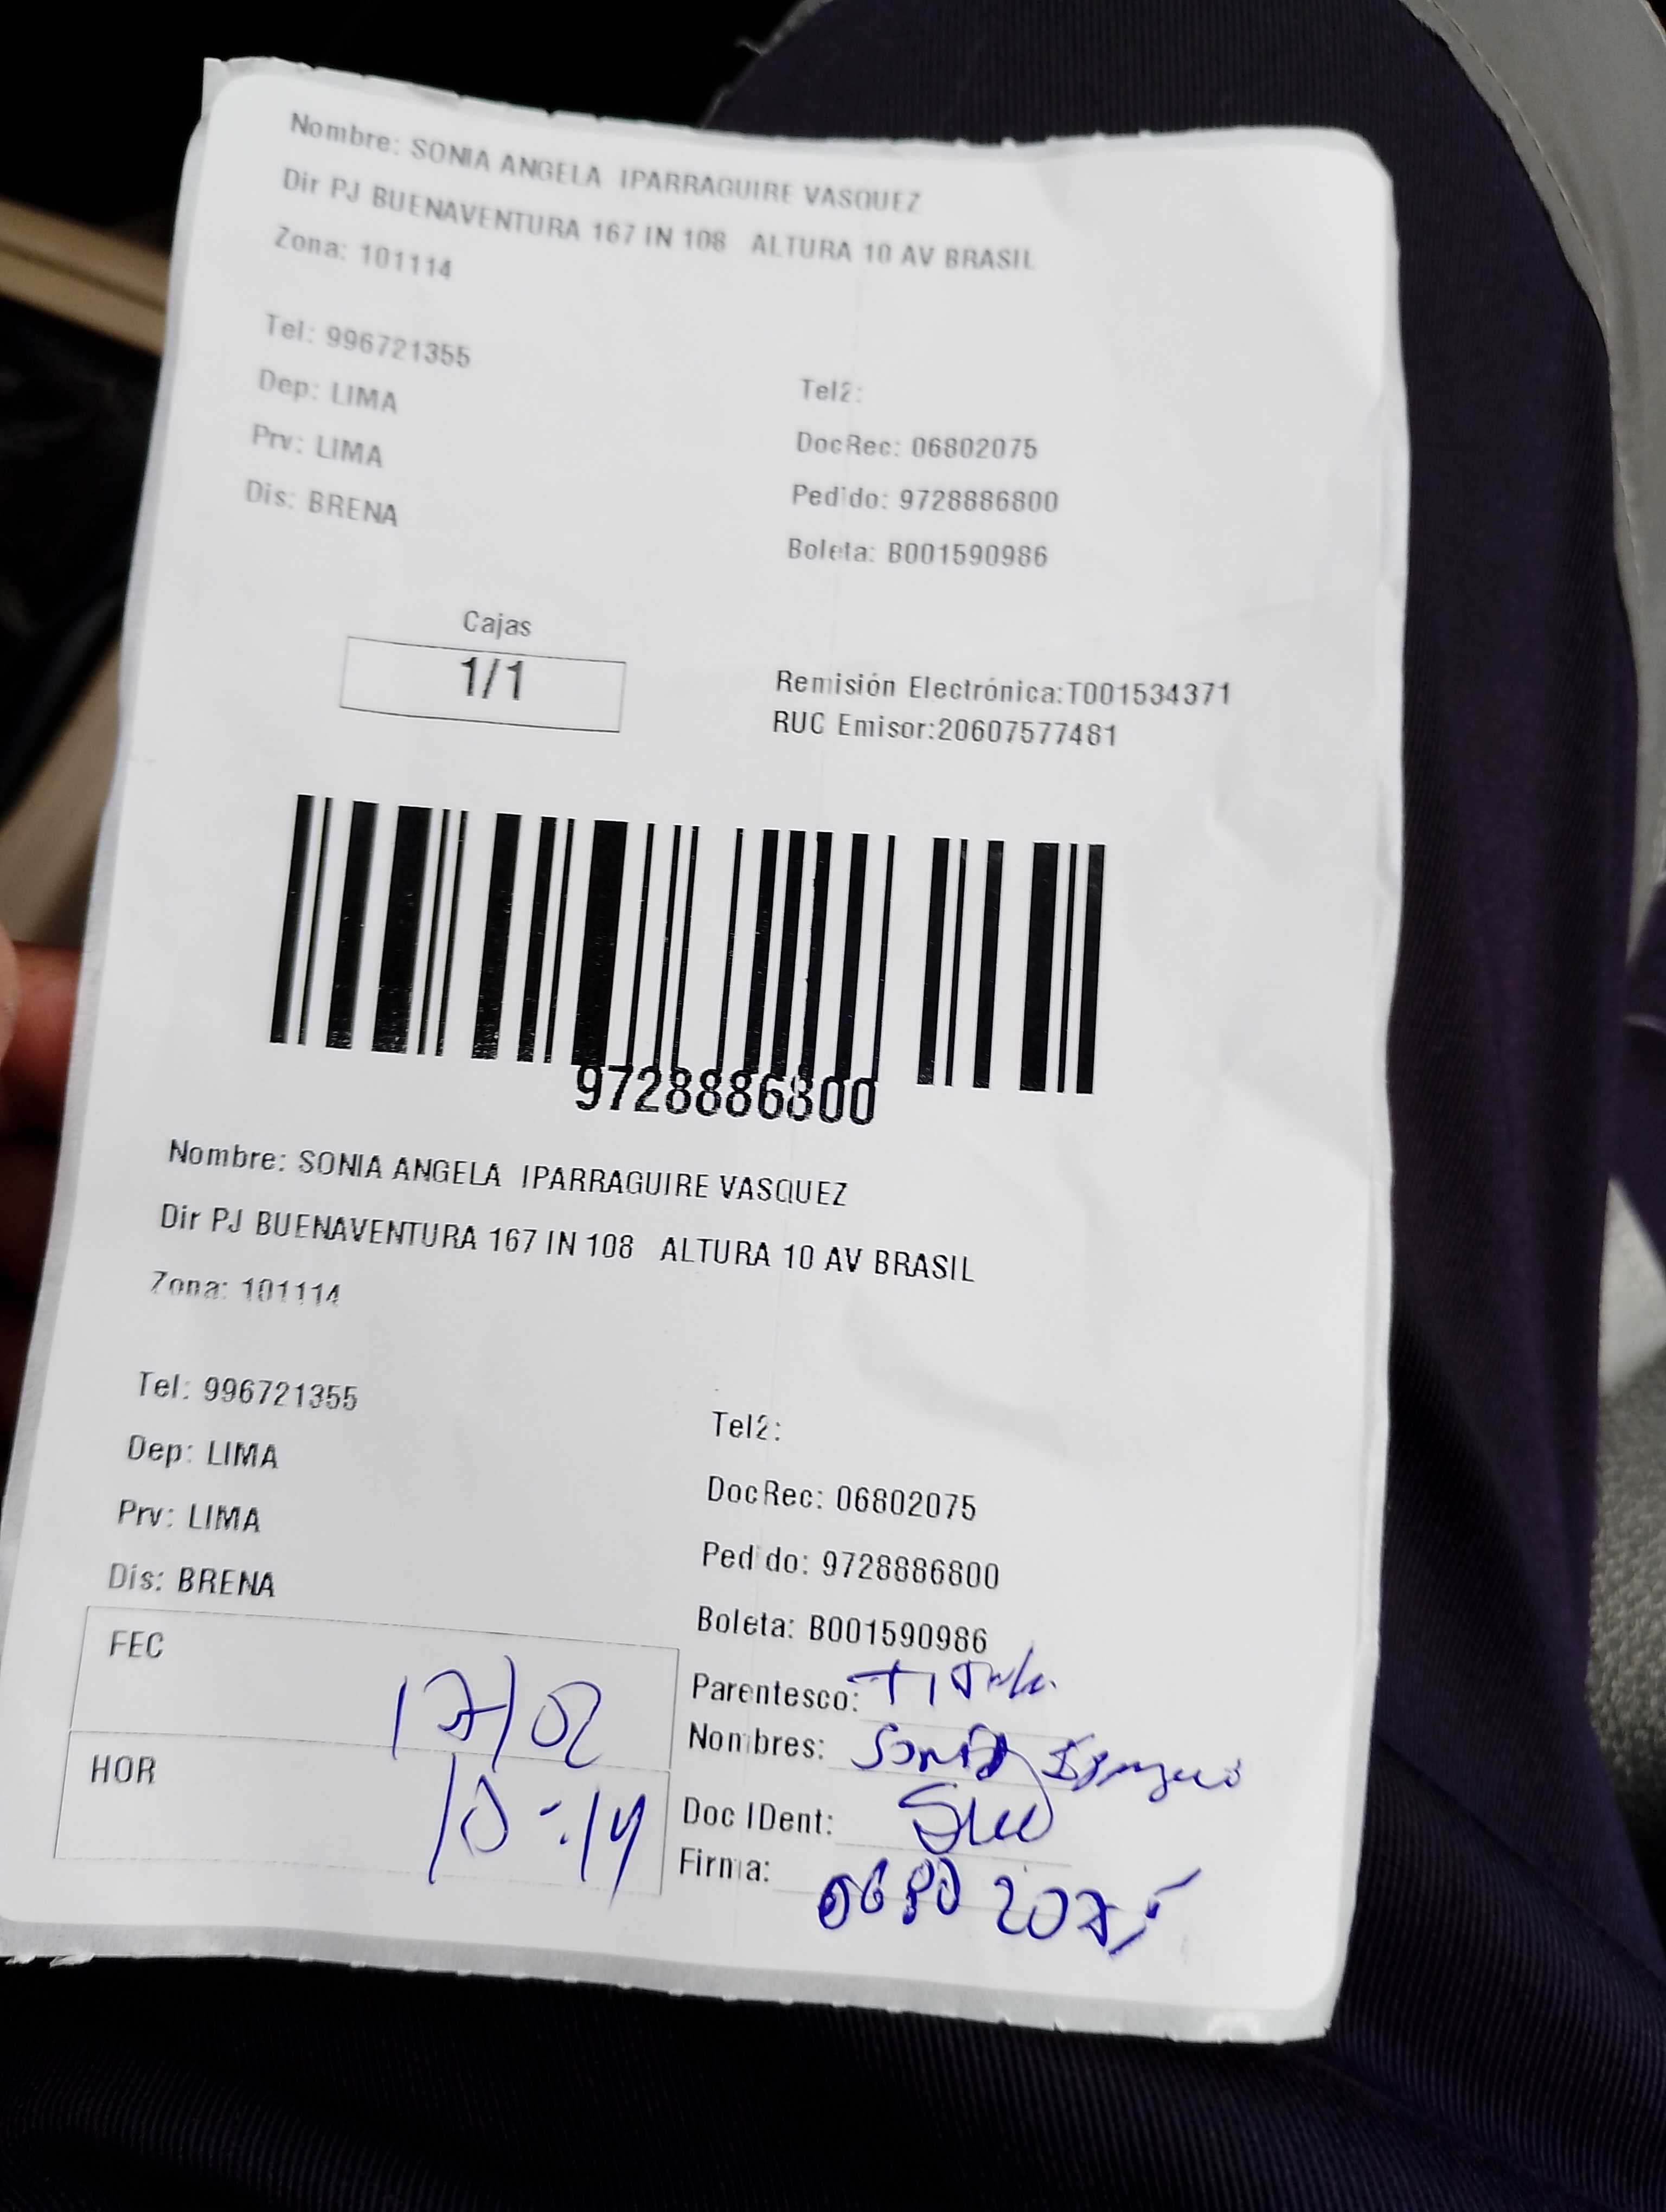 Nombre: SONIA ANGELA IPARRAGUIRE VASQUEZ
Dir PJ BUENAVENTURA 167 IN 108 ALTURA 10 AV BRASIL
Zona: 101114
Tel: 996721355
Tel2:
Dep: LIMA
DocRec: 06802075
Prv: LIMA
Pedido: 9728886800
Dis: BRENA
Boleta: B001590986
Cajas
1/1
Remisión Electrónica:T001534371
RUC Emisor:20607577481
9728886800
Nombre: SONIA ANGELA IPARRAGUIRE VASQUEZ
Dir PJ BUENAVENTURA 167 IN 108 ALTURA 10 AV BRASIL
Zona: 101114
Tel: 996721355
Tel2:
Dep: LIMA
DocRec: 06802075
Prv: LIMA
Pedido: 9728886800
Dis: BRENA
Boleta: B001590986
FEC 17/02
Parentesco: Titular
Nombres: Sonia
HOR 10:14
Doc IDent:
Firma: 06802075